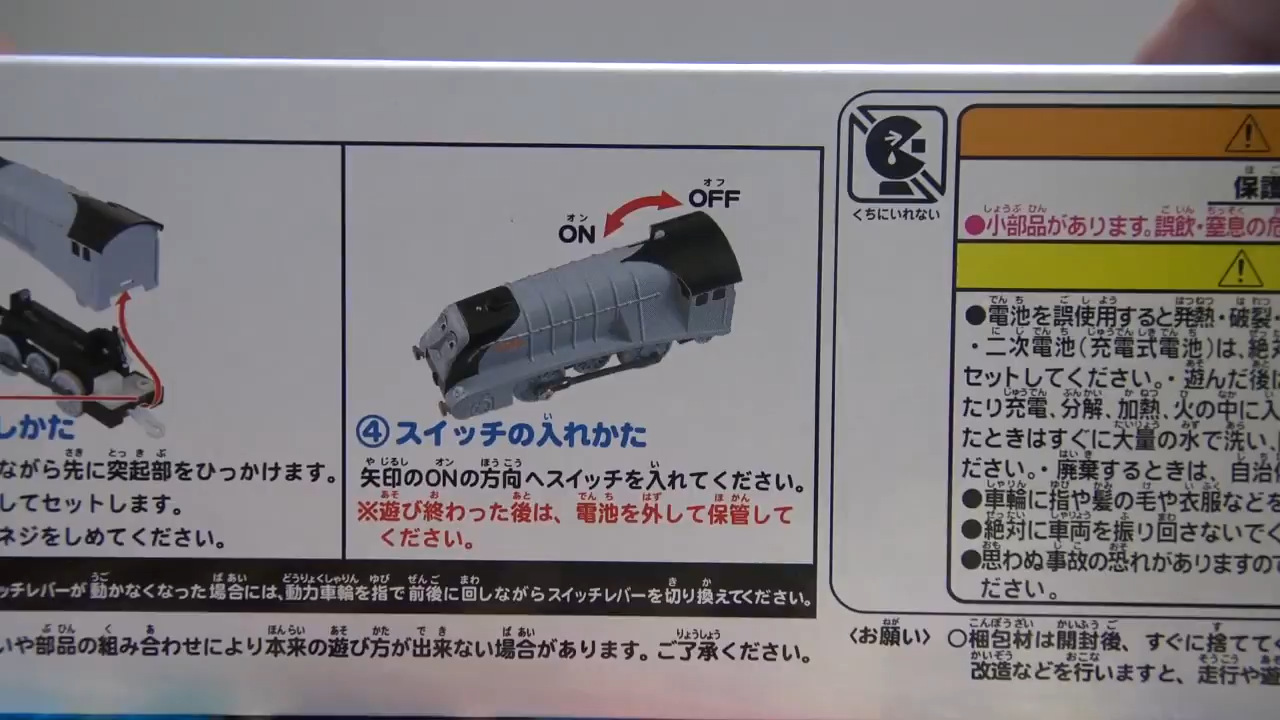 しかた
ながら先に突起部をひっかけます。
してセットします。
ネジをしめてください。
オフ
OFF
オン
ON
④スイッチの入れかた
矢印のONの方向へスイッチを入れてください。
※遊び終わった後は、電池を外して保管して
ください。
ッチレバーが動かなくなった場合には、動力車輪を指で前後に回しながらスイッチレバーを切り換えてください。
いや部品の組み合わせにより本来の遊び方が出来ない場合があります。ご了承ください。
くちにいれない
保護
●小部品があります。誤飲・窒息の危
●電池を誤使用すると発熱・破裂
・二次電池(充電式電池)は、絶対
セットしてください。・遊んだ後は
たり充電、分解、加熱、火の中に入
たときはすぐに大量の水で洗い、
ださい。・廃棄するときは、自治
●車輪に指や髪の毛や衣服などを
●絶対に車両を振り回さないでく
●思わぬ事故の恐れがありますので
ださい。
〈お願い〉 ○梱包材は開封後、すぐに捨ててく
改造などを行いますと、走行や遊